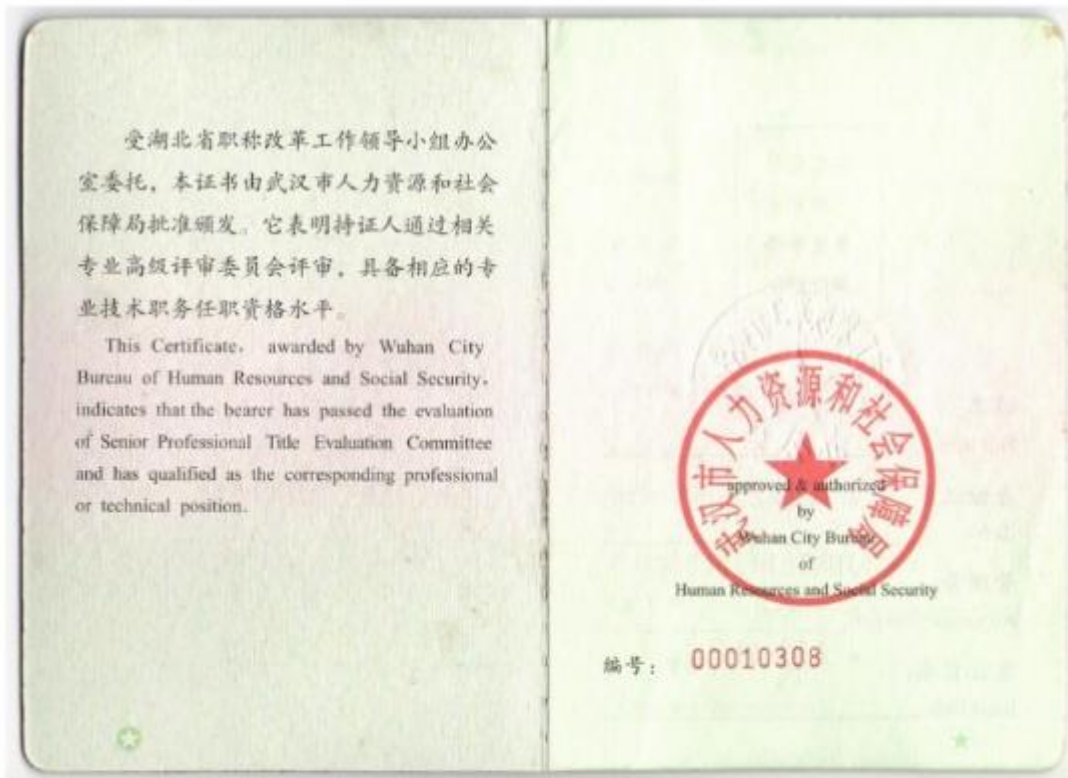 受湖北省职称改革工作领导小组办公
室委托，本证书由武汉市人力资源和社会
保障局批准颁发。它表明持证人通过相关
专业高级评审委员会评审，具备相应的专
业技术职务任职资格水平。
This Certificate, awarded by Wuhan City
Bureau of Human Resources and Social Security,
indicates that the bearer has passed the evaluation
of Senior Professional Title Evaluation Committee
and has qualified as the corresponding professional
or technical position.
武汉市人力资源和社会保障局
approved & authorized
by
Wuhan City Bureau
of
Human Resources and Social Security
编号: 00010308